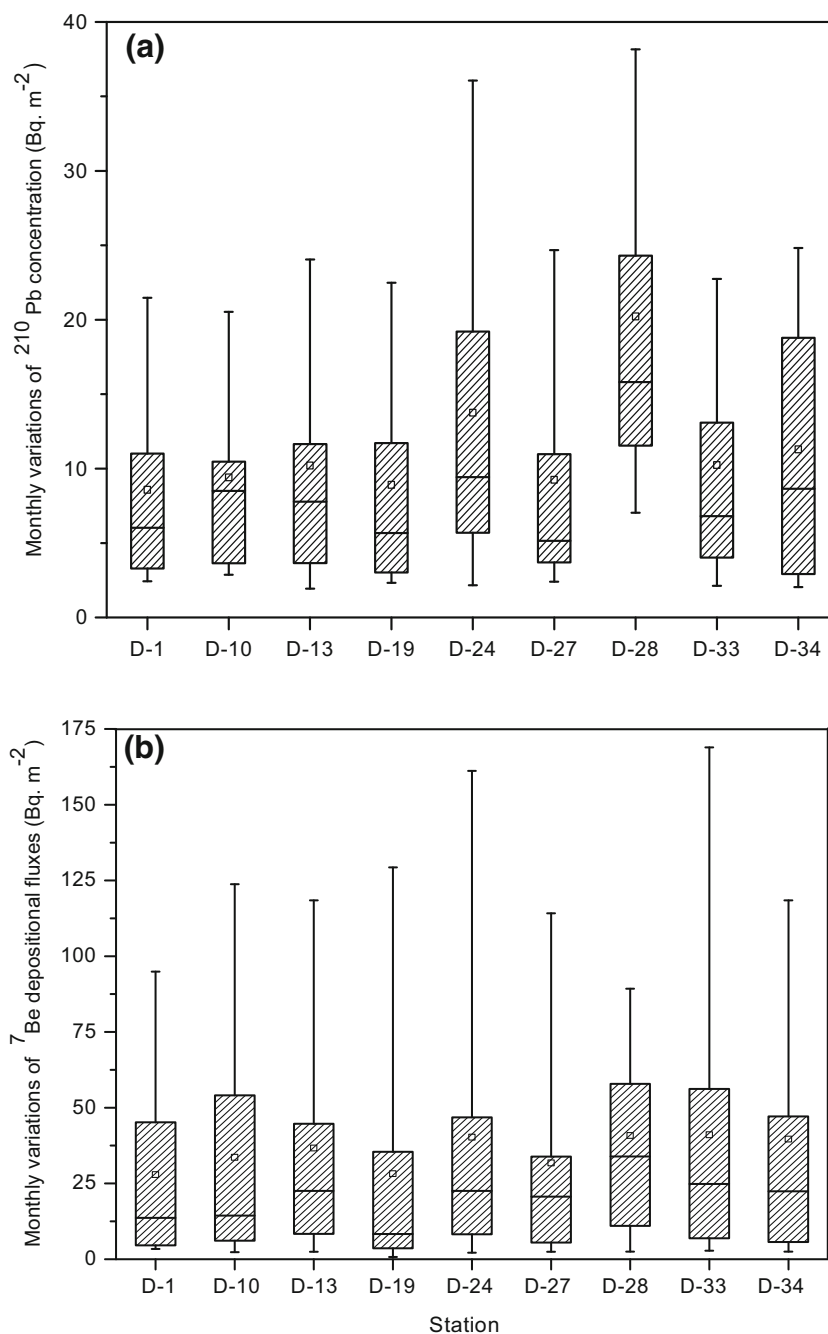 (a)
Monthly variations of ²¹⁰Pb concentration (Bq. m⁻²)
40
30
20
10
0
D-1 D-10 D-13 D-19 D-24 D-27 D-28 D-33 D-34
(b)
Monthly variations of ⁷Be depositional fluxes (Bq. m⁻²)
175
150
125
100
75
50
25
0
D-1 D-10 D-13 D-19 D-24 D-27 D-28 D-33 D-34
Station